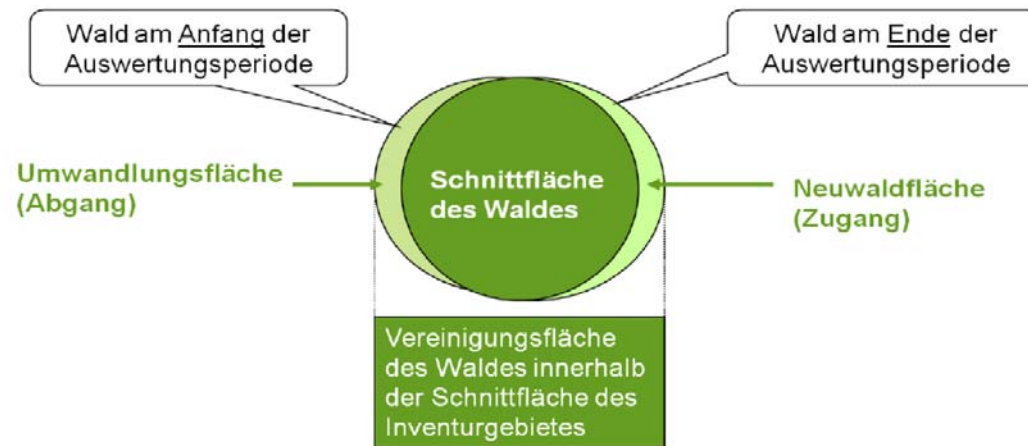 Wald am Anfang der
Auswertungsperiode
Wald am Ende der
Auswertungsperiode
Umwandlungsfläche
(Abgang)
Schnittfläche
des Waldes
Neuwaldfläche
(Zugang)
Vereinigungsfläche
des Waldes innerhalb
der Schnittfläche des
Inventurgebietes